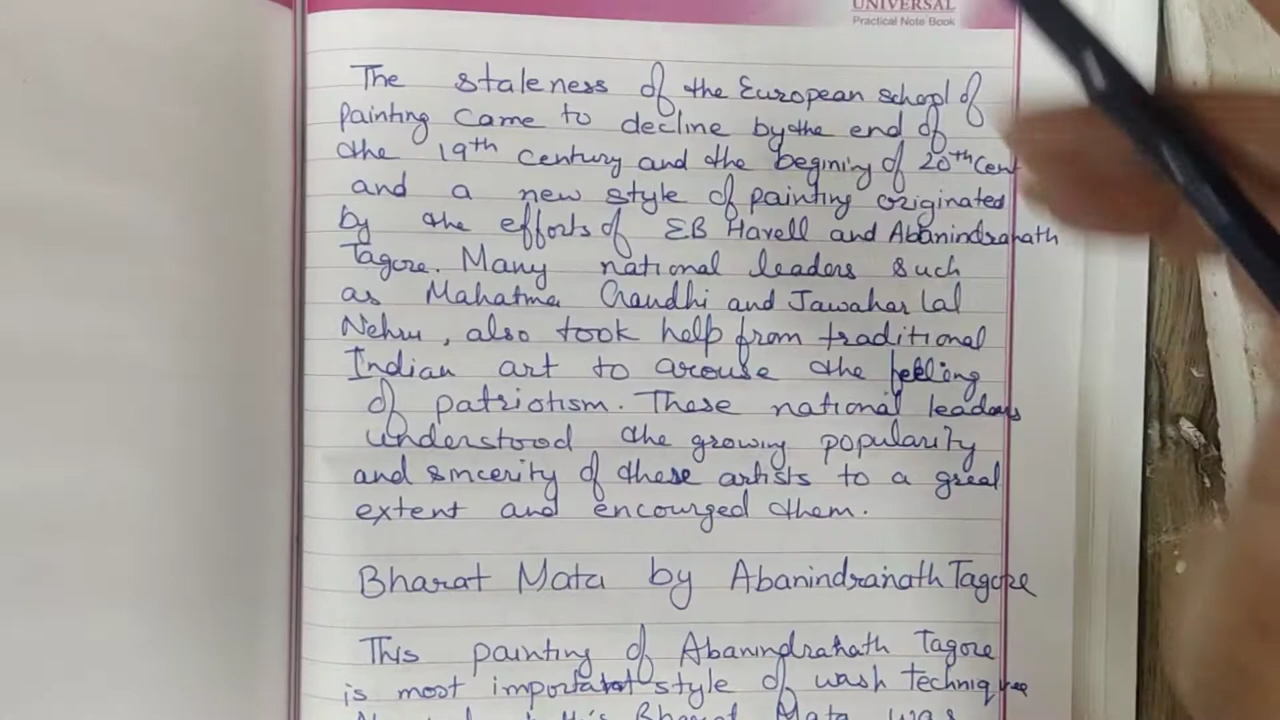 UNIVERSAL
Practical Note Book
The staleness of the European school of
painting came to decline by the end of
the 19th century and the begining of 20th Cent
and a new style of painting originated
by the efforts of EB Havell and Abanindranath
Tagore. Many national leaders such
as Mahatma Gandhi and Jawahar lal
Nehru, also took help from traditional
Indian art to arouse the feeling
of patriotism. These national leaders
understood the growing popularity
and sincerity of these artists to a great
extent and encourged them.
Bharat Mata by Abanindranath Tagore
This painting of Abanindranath Tagore
is most important style of wash technique
Bharat Mata was